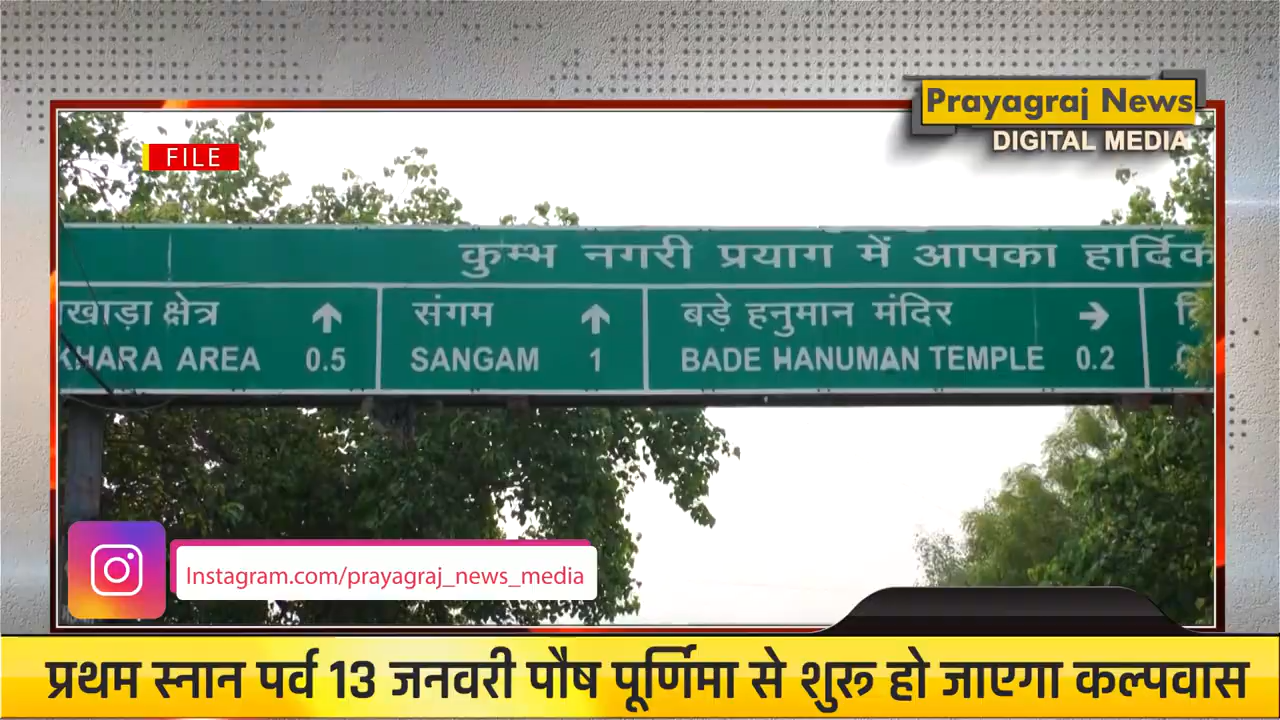 Prayagraj News
DIGITAL MEDIA
FILE
कुम्भ नगरी प्रयाग में आपका हार्दिक
खाड़ा क्षेत्र
KHARA AREA 0.5
संगम
SANGAM 1
बड़े हनुमान मंदिर
BADE HANUMAN TEMPLE 0.2
Instagram.com/prayagraj_news_media
प्रथम स्नान पर्व 13 जनवरी पौष पूर्णिमा से शुरू हो जाएगा कल्पवास